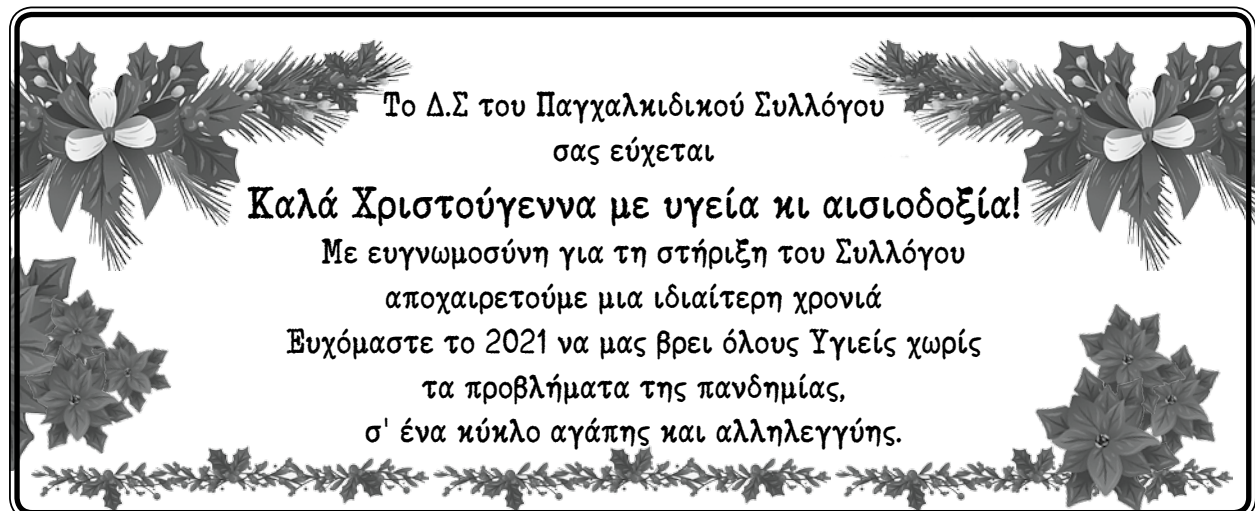 Το Δ.Σ του Παγχαλκιδικού Συλλόγου
σας εύχεται
Καλά Χριστούγεννα με υγεία κι αισιοδοξία!
Με ευγνωμοσύνη για τη στήριξη του Συλλόγου
αποχαιρετούμε μια ιδιαίτερη χρονιά
Ευχόμαστε το 2021 να μας βρει όλους Υγιείς χωρίς
τα προβλήματα της πανδημίας,
σ' ένα κύκλο αγάπης και αλληλεγγύης.